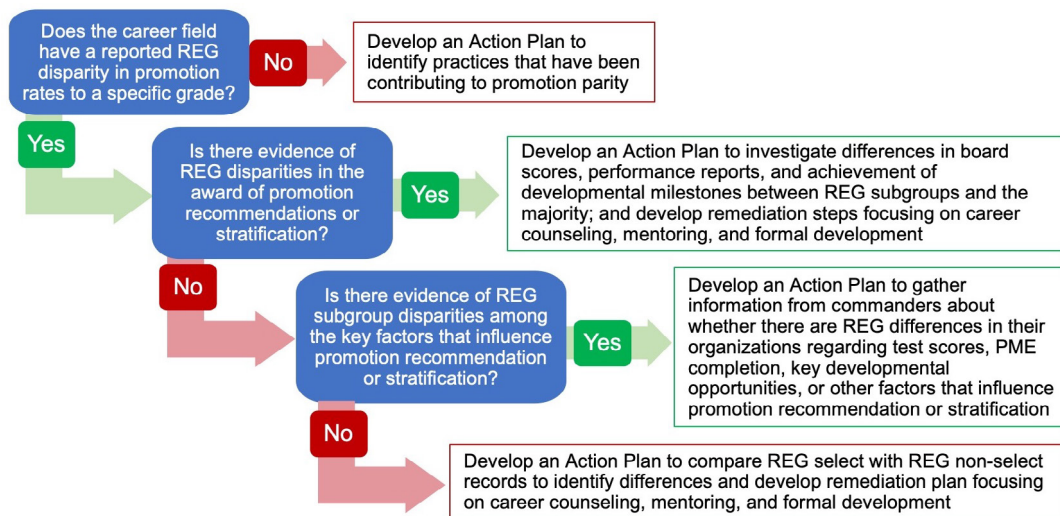 Does the career field
have a reported REG
disparity in promotion
rates to a specific grade?
No
Develop an Action Plan to
identify practices that have been
contributing to promotion parity
Yes
Is there evidence of
REG disparities in the
award of promotion
recommendations or
stratification?
Yes
Develop an Action Plan to investigate differences in board
scores, performance reports, and achievement of
developmental milestones between REG subgroups and the
majority; and develop remediation steps focusing on career
counseling, mentoring, and formal development
No
Is there evidence of REG
subgroup disparities among
the key factors that influence
promotion recommendation
or stratification?
Yes
Develop an Action Plan to gather
information from commanders about
whether there are REG differences in their
organizations regarding test scores, PME
completion, key developmental
opportunities, or other factors that influence
promotion recommendation or stratification
No
Develop an Action Plan to compare REG select with REG non-select
records to identify differences and develop remediation plan focusing
on career counseling, mentoring, and formal development